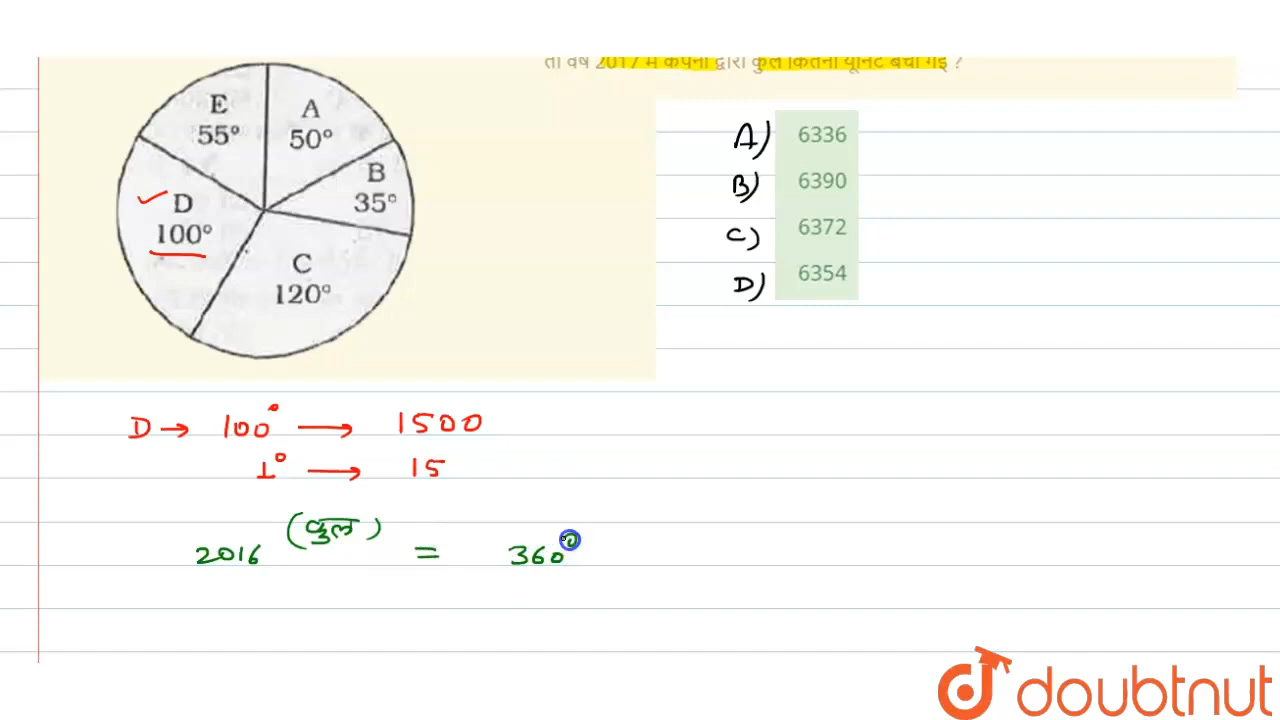 तो वर्ष 2017 में कंपनी द्वारा कुल कितनी यूनिट बेची गई ?
E
55°
A
50°
B
35°
D
100°
C
120°
A) 6336
B) 6390
C) 6372
D) 6354
D → 100° → 1500
1° → 15
2016 (कुल) = 360°
doubtnut